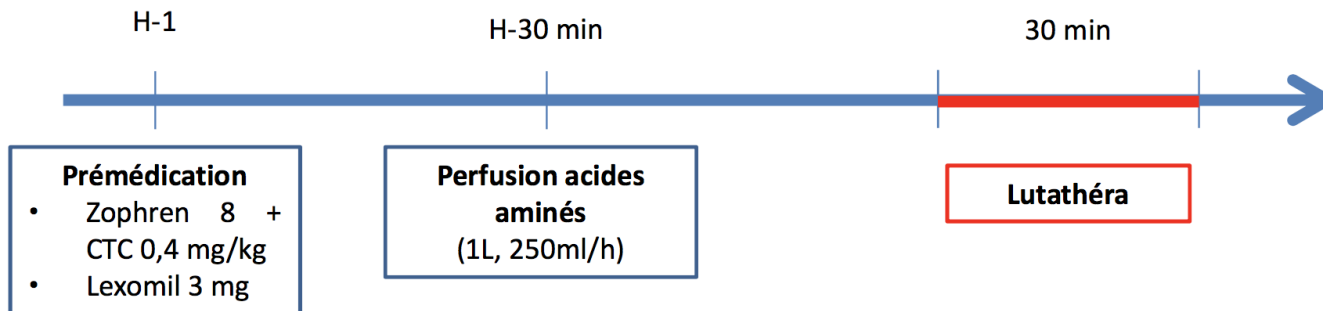 H-1
H-30 min
30 min
Prémédication
• Zophren 8 +
CTC 0,4 mg/kg
• Lexomil 3 mg
Perfusion acides
aminés
(1L, 250ml/h)
Lutathéra